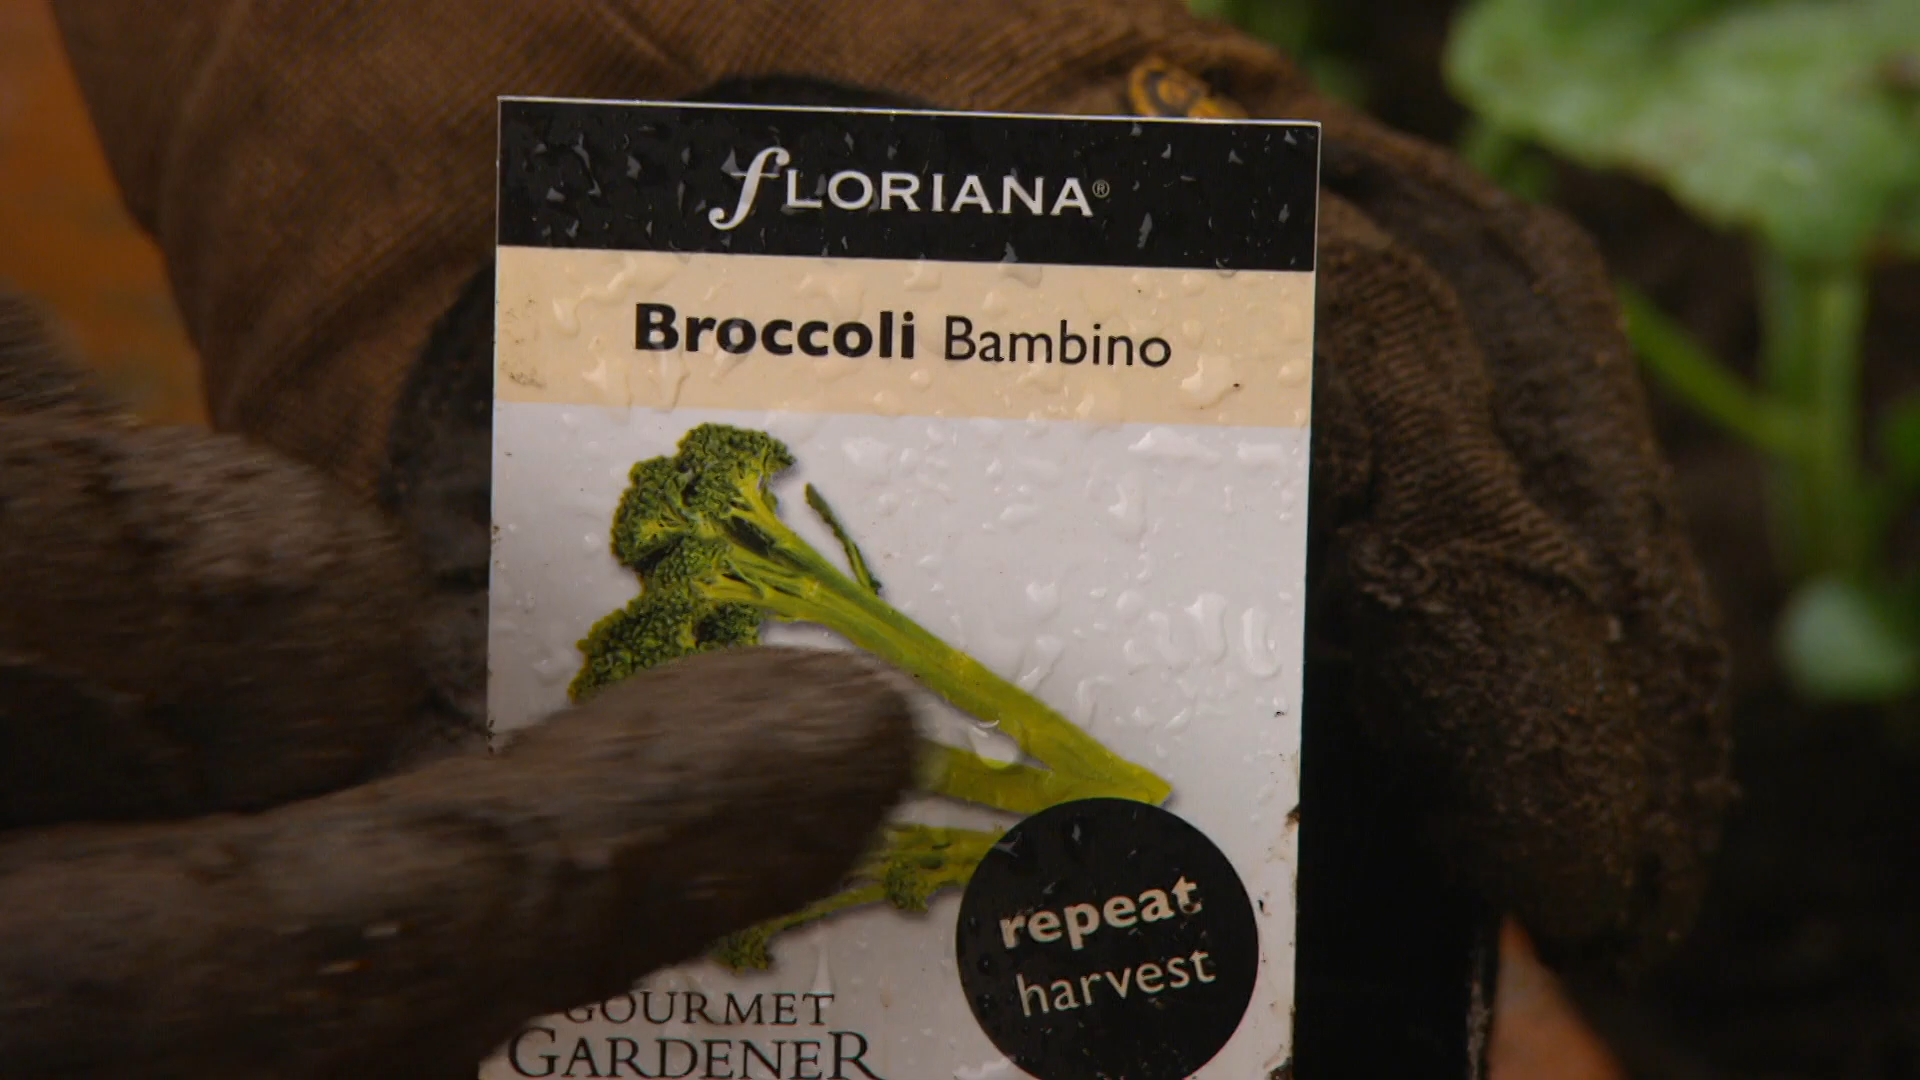 FLORIANA®
Broccoli Bambino
repeat
harvest
GOURMET
GARDENER